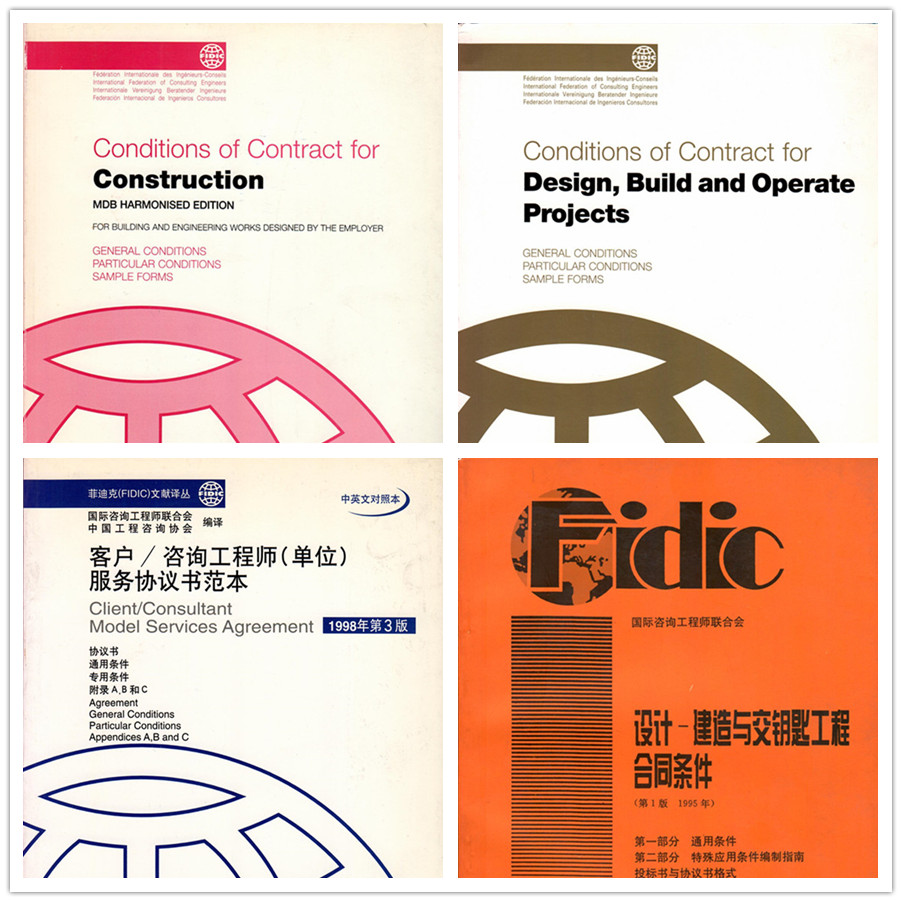 FIDIC
Fédération Internationale des Ingénieurs-Conseils
International Federation of Consulting Engineers
Internationale Vereinigung Beratender Ingenieure
Federación Internacional de Ingenieros Consultores
Conditions of Contract for
Construction
MDB HARMONISED EDITION
FOR BUILDING AND ENGINEERING WORKS DESIGNED BY THE EMPLOYER
GENERAL CONDITIONS
PARTICULAR CONDITIONS
SAMPLE FORMS
FIDIC
Fédération Internationale des Ingénieurs-Conseils
International Federation of Consulting Engineers
Internationale Vereinigung Beratender Ingenieure
Federación Internacional de Ingenieros Consultores
Conditions of Contract for
Design, Build and Operate
Projects
GENERAL CONDITIONS
PARTICULAR CONDITIONS
SAMPLE FORMS
菲迪克(FIDIC)文献译丛
FIDIC
中英文对照本
国际咨询工程师联合会
中国工程咨询协会
编译
客户／咨询工程师(单位)
服务协议书范本
Client/Consultant
Model Services Agreement 1998年第3版
协议书
通用条件
专用条件
附录 A,B 和 C
Agreement
General Conditions
Particular Conditions
Appendices A,B and C
Fidic
国际咨询工程师联合会
设计－建造与交钥匙工程
合同条件
(第1版 1995年)
第一部分 通用条件
第二部分 特殊应用条件编制指南
投标书与协议书格式